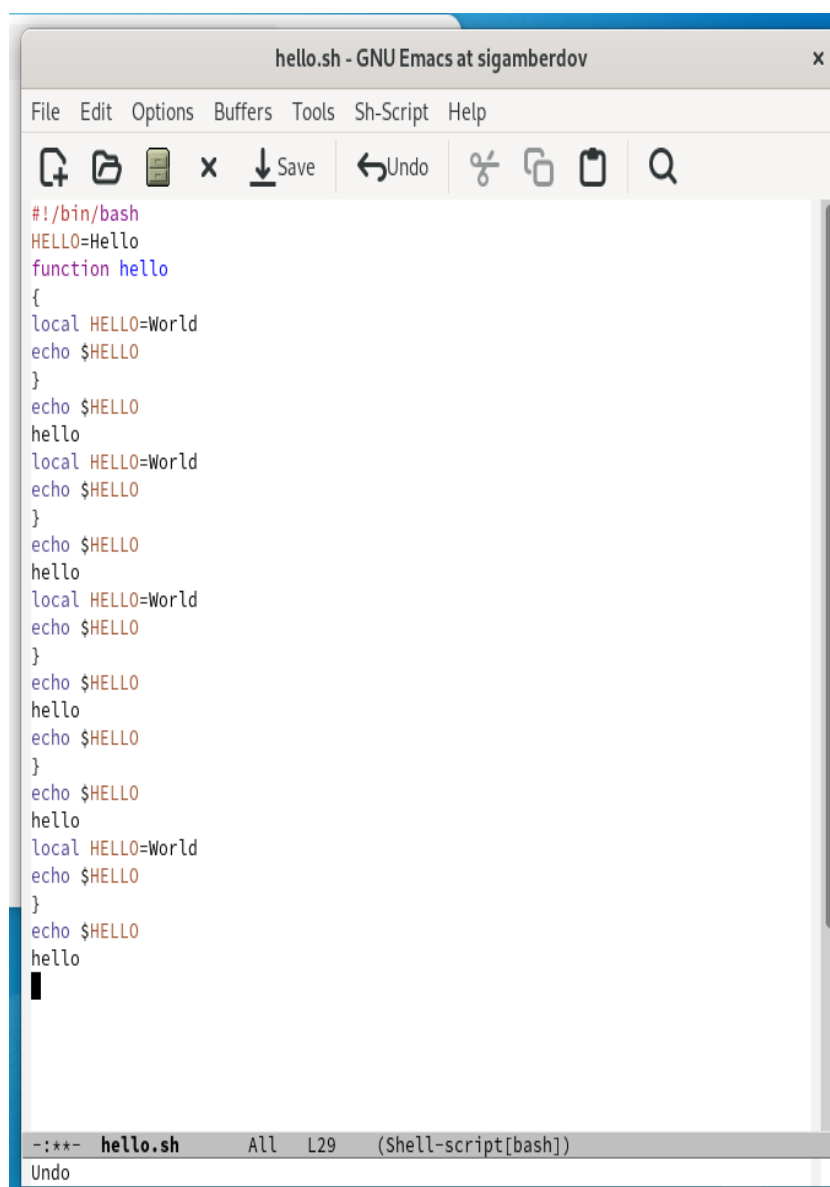 hello.sh - GNU Emacs at sigamberdov
File Edit Options Buffers Tools Sh-Script Help
Save Undo
#!/bin/bash
HELLO=Hello
function hello
{
local HELLO=World
echo $HELLO
}
echo $HELLO
hello
local HELLO=World
echo $HELLO
}
echo $HELLO
hello
local HELLO=World
echo $HELLO
}
echo $HELLO
hello
echo $HELLO
}
echo $HELLO
hello
local HELLO=World
echo $HELLO
}
echo $HELLO
hello
-:**- hello.sh All L29 (Shell-script[bash])
Undo